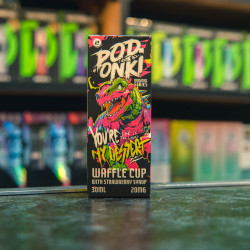 POD
ONKI
YOU'RE
MY DESSERT
WAFFLE CUP
WITH STRAWBERRY SYRUP
30ML
20MG